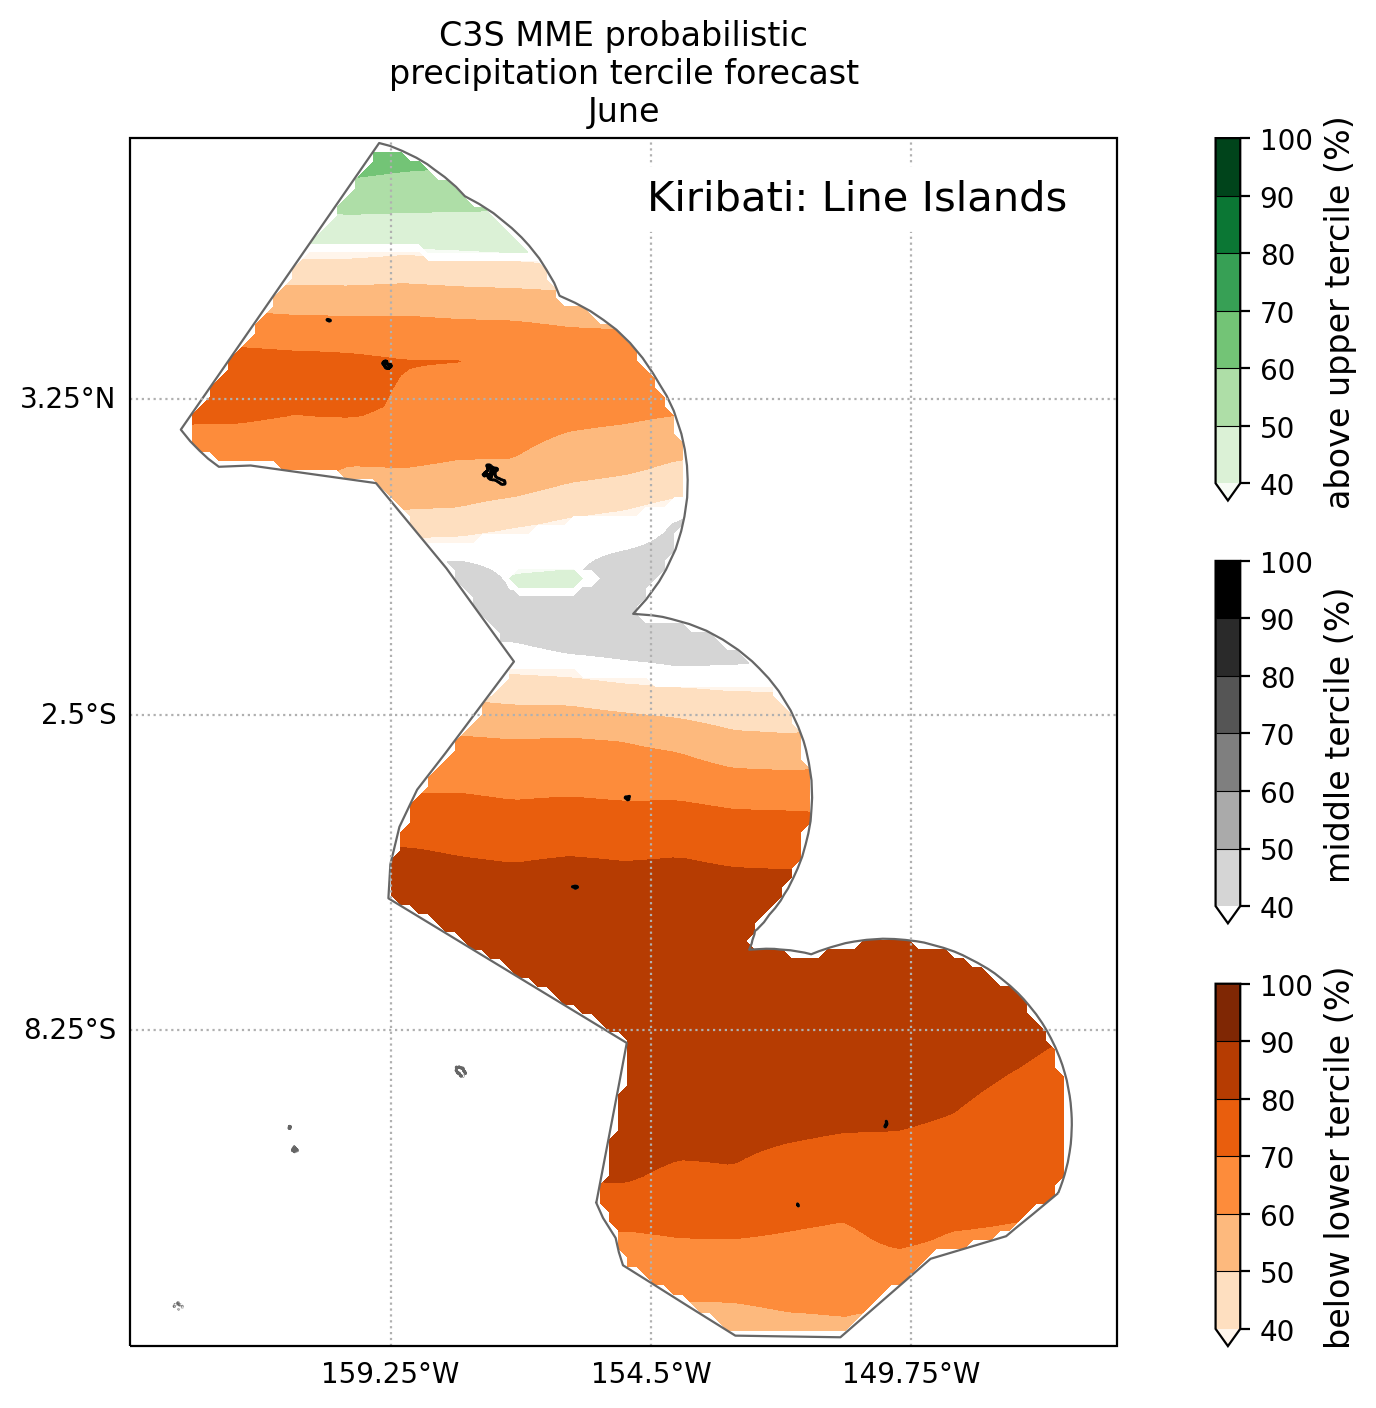 C3S MME probabilistic
precipitation tercile forecast
June
Kiribati: Line Islands
3.25°N
2.5°S
8.25°S
159.25°W
154.5°W
149.75°W
100
90
80
70
60
50
40
above upper tercile (%)
100
90
80
70
60
50
40
middle tercile (%)
100
90
80
70
60
50
40
below lower tercile (%)